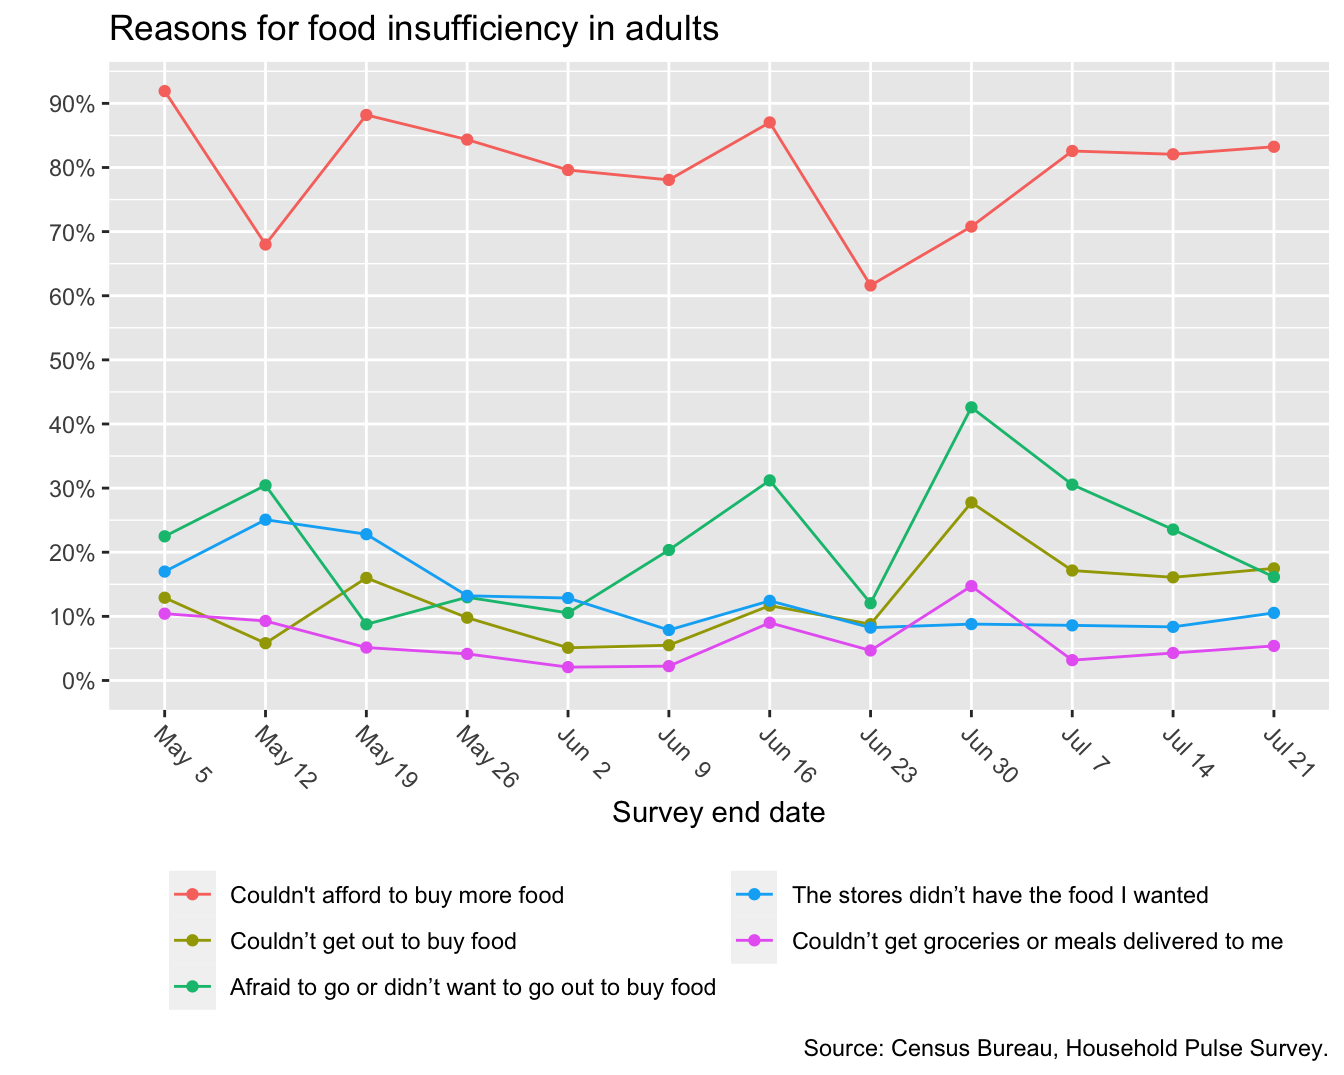 Reasons for food insufficiency in adults
90%
80%
70%
60%
50%
40%
30%
20%
10%
0%
May 5
May 12
May 19
May 26
Jun 2
Jun 9
Jun 16
Jun 23
Jun 30
Jul 7
Jul 14
Jul 21
Survey end date
Couldn't afford to buy more food
Couldn’t get out to buy food
Afraid to go or didn’t want to go out to buy food
The stores didn’t have the food I wanted
Couldn’t get groceries or meals delivered to me
Source: Census Bureau, Household Pulse Survey.